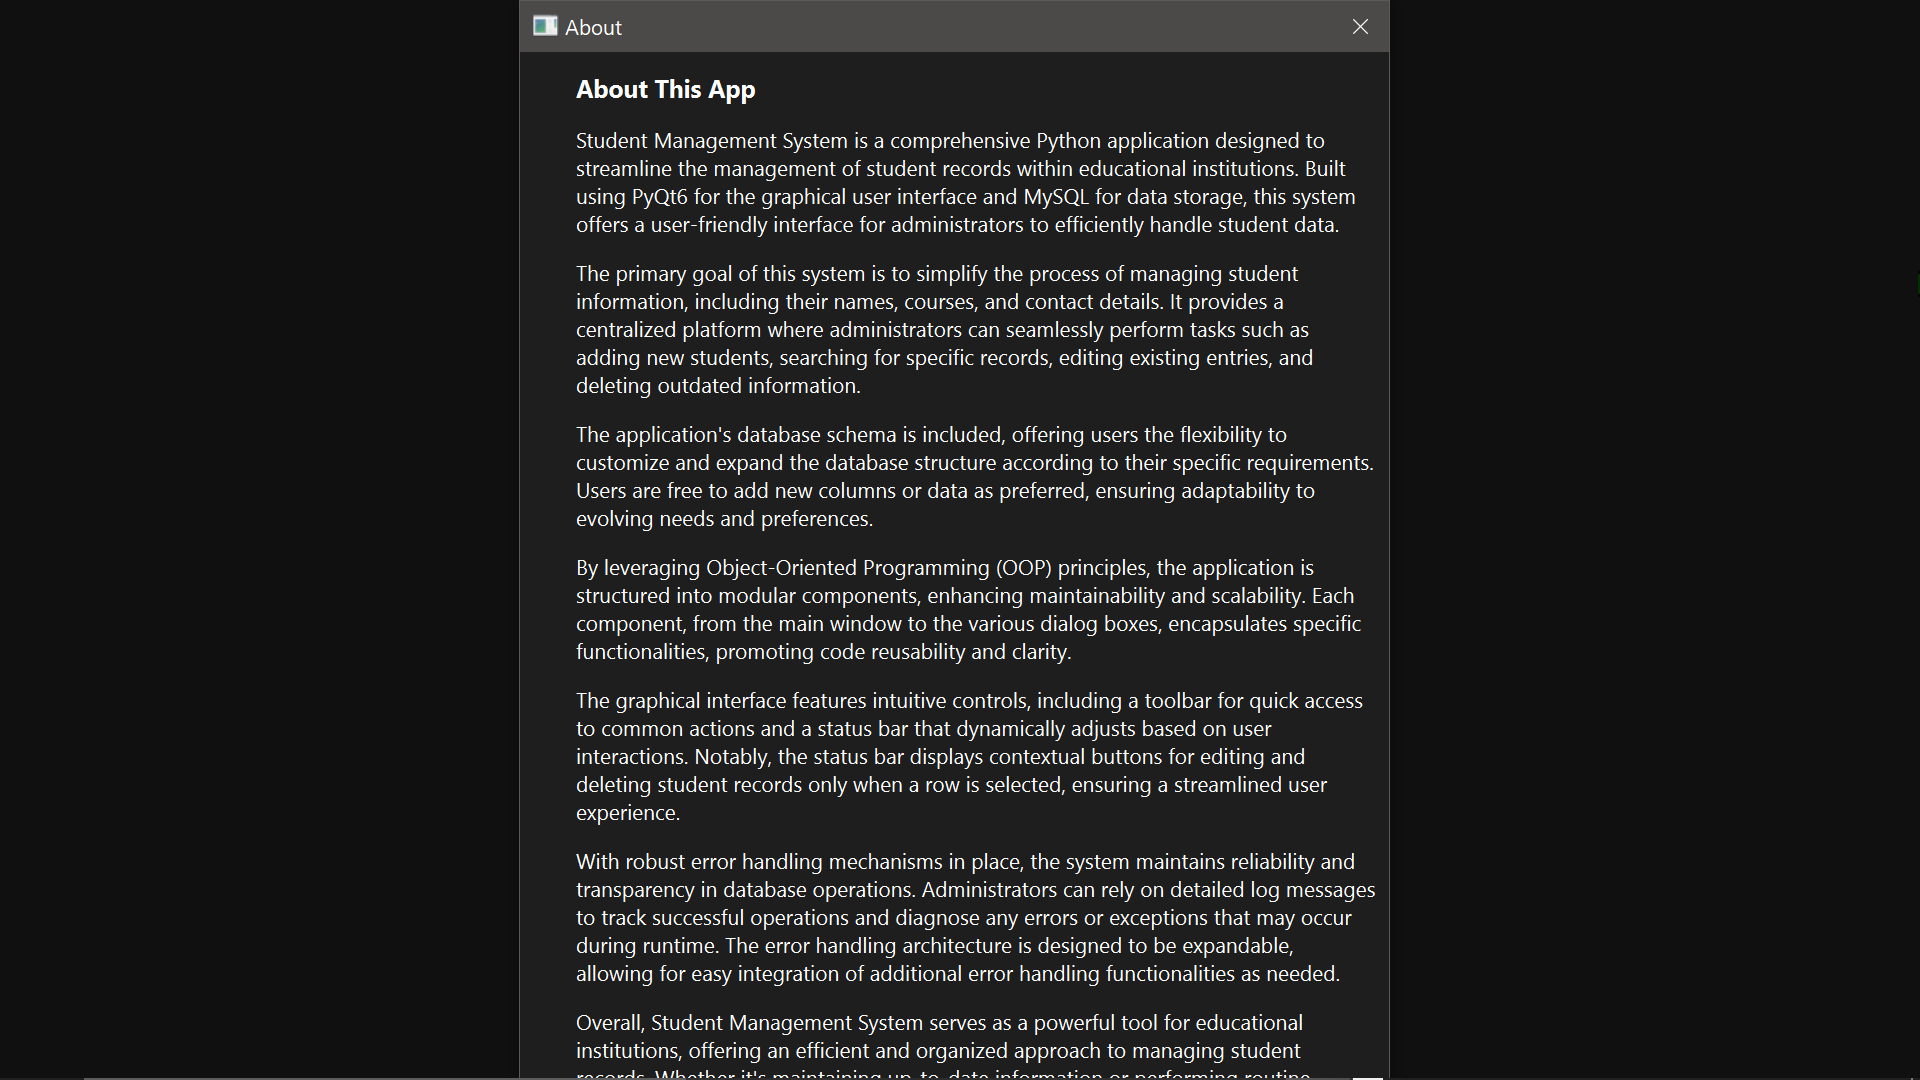 About
About This App
Student Management System is a comprehensive Python application designed to
streamline the management of student records within educational institutions. Built
using PyQt6 for the graphical user interface and MySQL for data storage, this system
offers a user-friendly interface for administrators to efficiently handle student data.
The primary goal of this system is to simplify the process of managing student
information, including their names, courses, and contact details. It provides a
centralized platform where administrators can seamlessly perform tasks such as
adding new students, searching for specific records, editing existing entries, and
deleting outdated information.
The application's database schema is included, offering users the flexibility to
customize and expand the database structure according to their specific requirements.
Users are free to add new columns or data as preferred, ensuring adaptability to
evolving needs and preferences.
By leveraging Object-Oriented Programming (OOP) principles, the application is
structured into modular components, enhancing maintainability and scalability. Each
component, from the main window to the various dialog boxes, encapsulates specific
functionalities, promoting code reusability and clarity.
The graphical interface features intuitive controls, including a toolbar for quick access
to common actions and a status bar that dynamically adjusts based on user
interactions. Notably, the status bar displays contextual buttons for editing and
deleting student records only when a row is selected, ensuring a streamlined user
experience.
With robust error handling mechanisms in place, the system maintains reliability and
transparency in database operations. Administrators can rely on detailed log messages
to track successful operations and diagnose any errors or exceptions that may occur
during runtime. The error handling architecture is designed to be expandable,
allowing for easy integration of additional error handling functionalities as needed.
Overall, Student Management System serves as a powerful tool for educational
institutions, offering an efficient and organized approach to managing student
records. Whether it's maintaining up-to-date information or performing routine